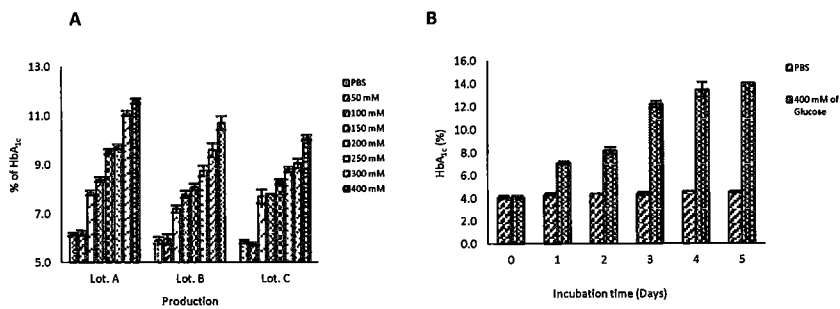 A
% of HbA1c
13.0
11.0
9.0
7.0
5.0
Lot. A
Lot. B
Lot. C
Production
PBS
50 mM
100 mM
150 mM
200 mM
250 mM
300 mM
400 mM
B
HbA1c (%)
16.0
14.0
12.0
10.0
8.0
6.0
4.0
2.0
0.0
0
1
2
3
4
5
Incubation time (Days)
PBS
400 mM of
Glucose